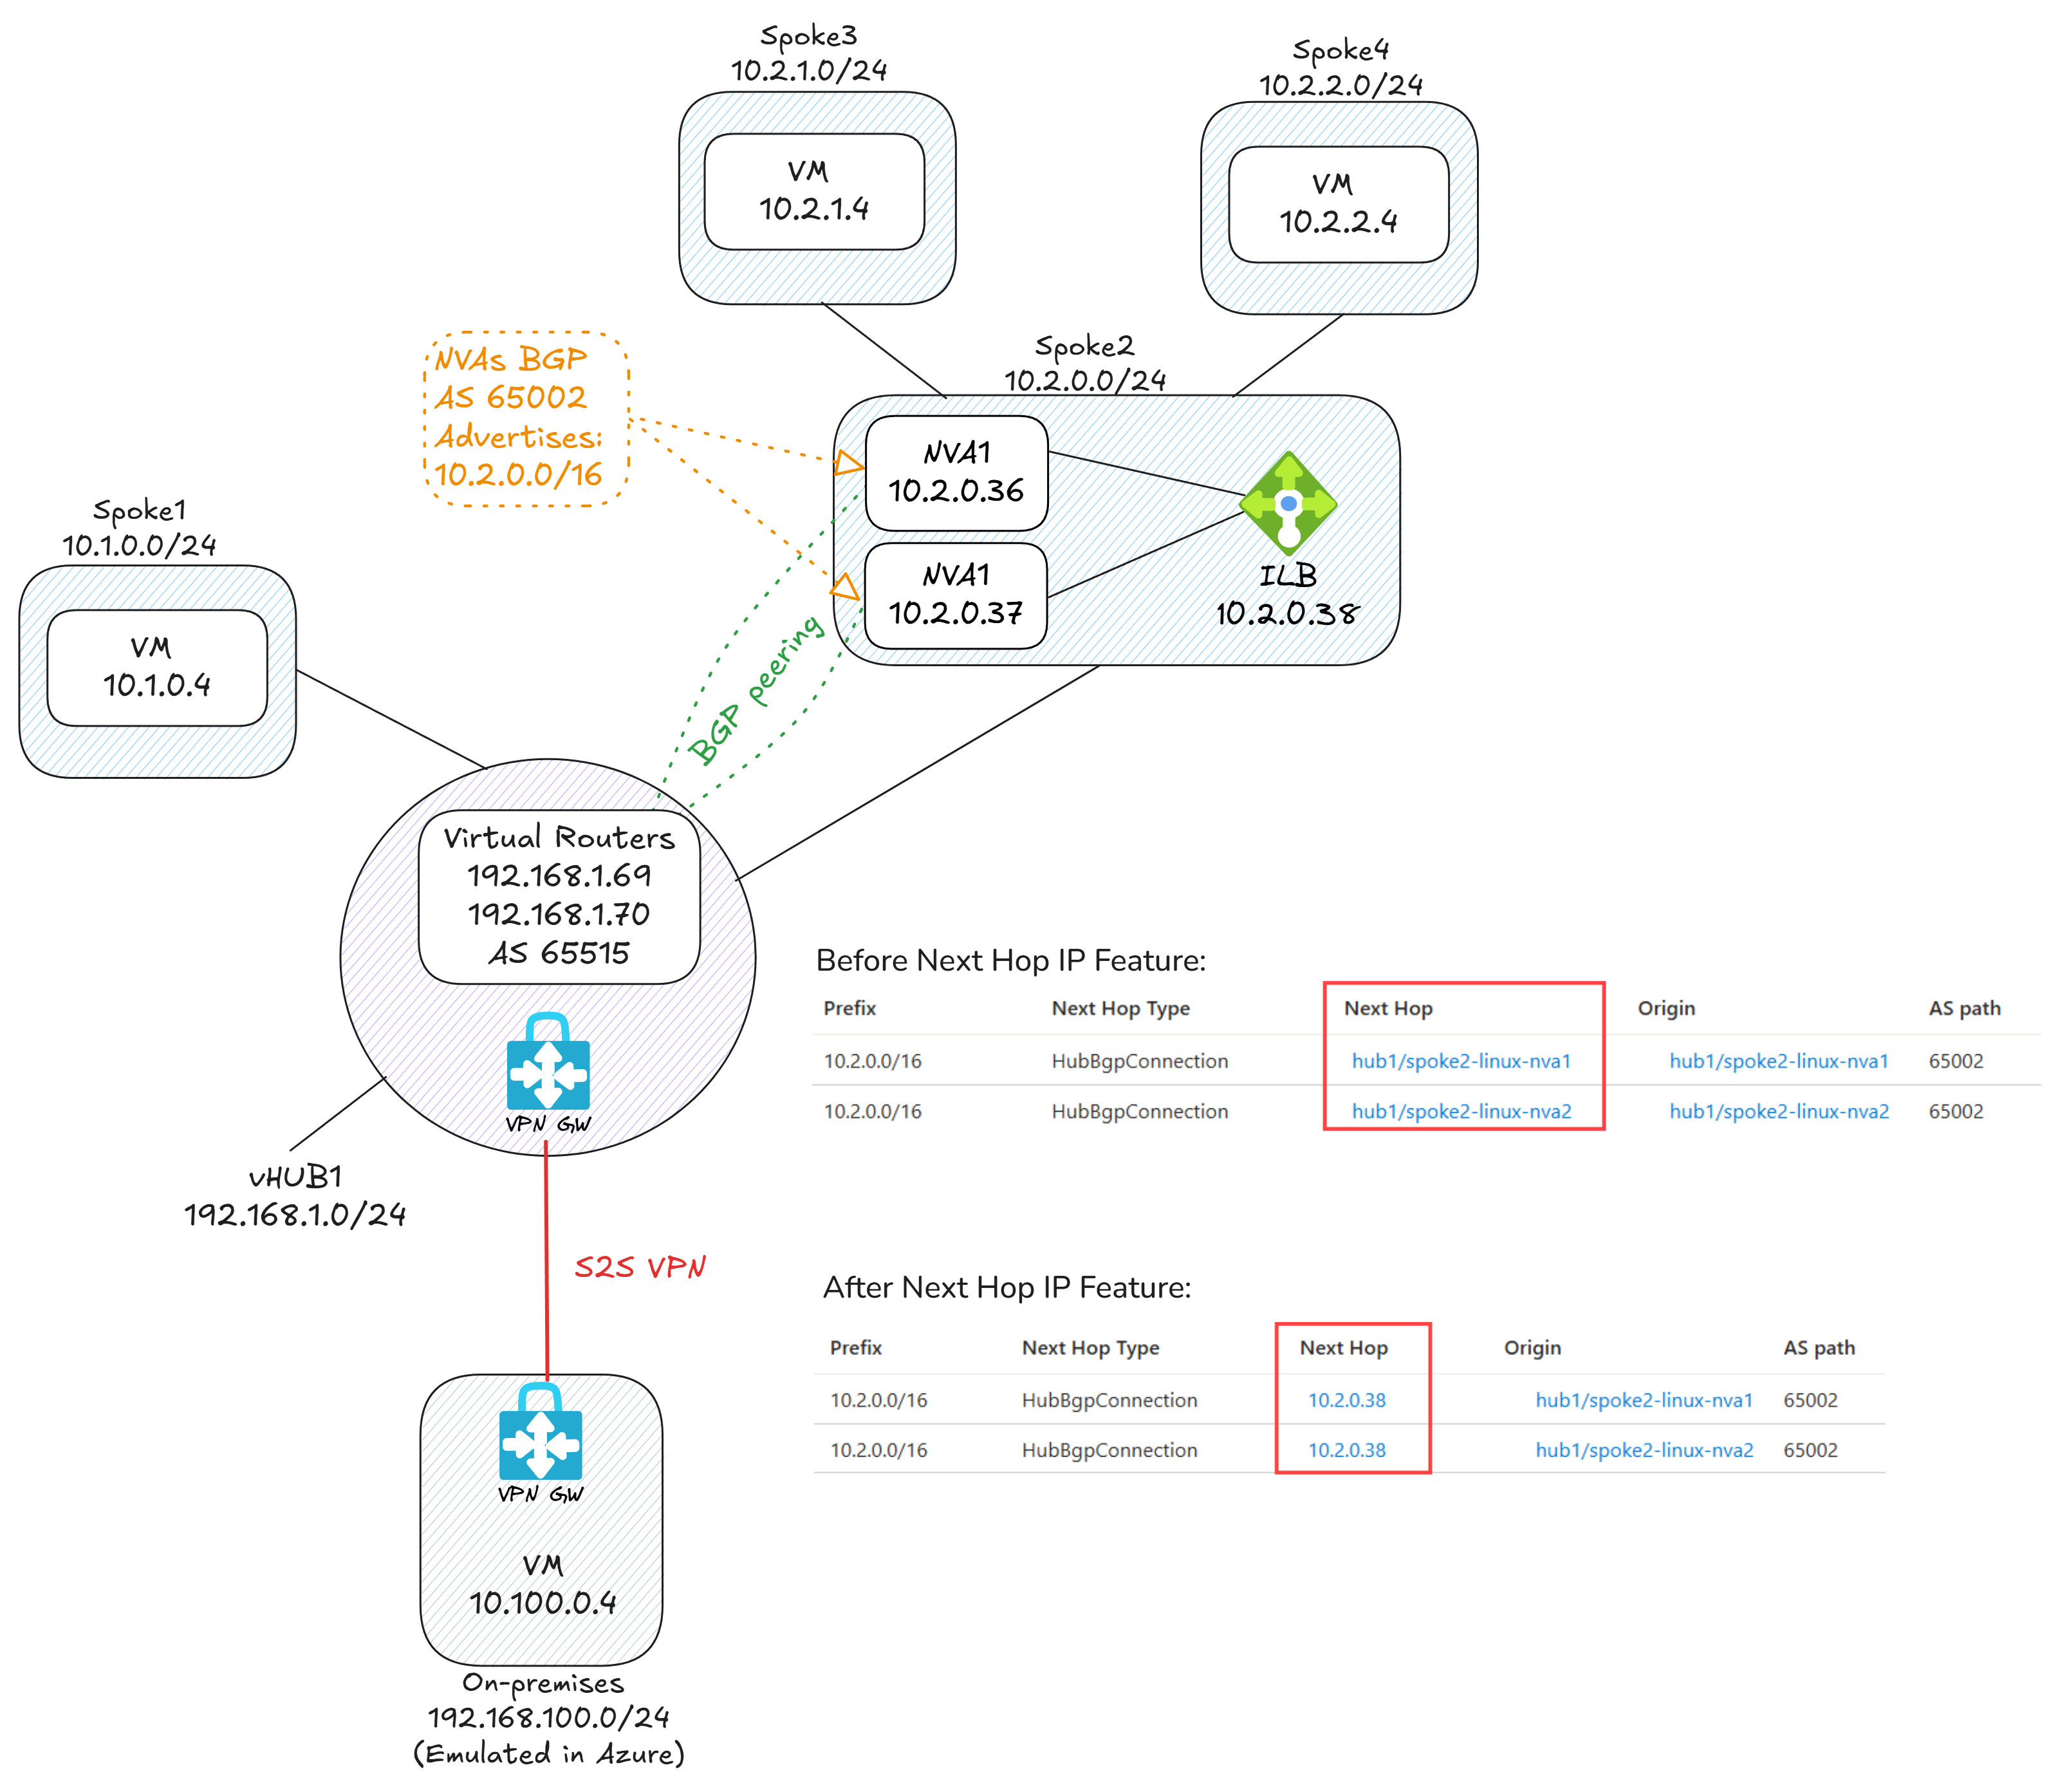 Spoke3
10.2.1.0/24
VM
10.2.1.4
Spoke4
10.2.2.0/24
VM
10.2.2.4
NVAs BGP
AS 65002
Advertises:
10.2.0.0/16
Spoke2
10.2.0.0/24
NVA1
10.2.0.36
NVA1
10.2.0.37
ILB
10.2.0.38
Spoke1
10.1.0.0/24
VM
10.1.0.4
BGP peering
Virtual Routers
192.168.1.69
192.168.1.70
AS 65515
VPN GW
vHUB1
192.168.1.0/24
S2S VPN
VPN GW
VM
10.100.0.4
On-premises
192.168.100.0/24
(Emulated in Azure)
Before Next Hop IP Feature:
Prefix Next Hop Type Next Hop Origin AS path
10.2.0.0/16 HubBgpConnection hub1/spoke2-linux-nva1 hub1/spoke2-linux-nva1 65002
10.2.0.0/16 HubBgpConnection hub1/spoke2-linux-nva2 hub1/spoke2-linux-nva2 65002
After Next Hop IP Feature:
Prefix Next Hop Type Next Hop Origin AS path
10.2.0.0/16 HubBgpConnection 10.2.0.38 hub1/spoke2-linux-nva1 65002
10.2.0.0/16 HubBgpConnection 10.2.0.38 hub1/spoke2-linux-nva2 65002